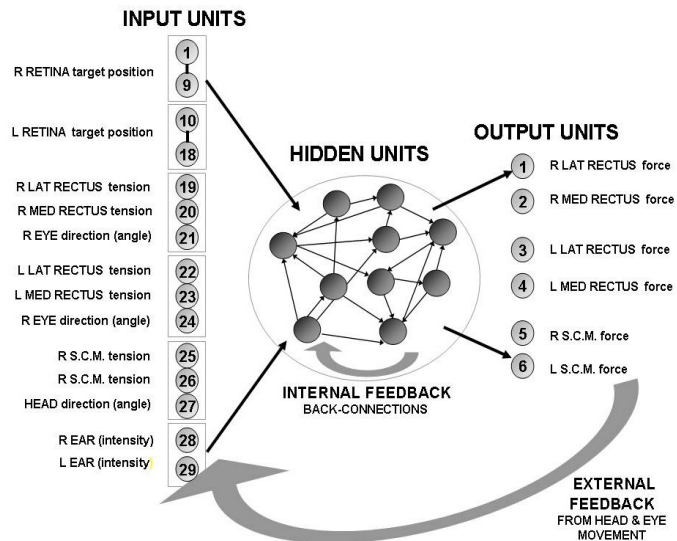 INPUT UNITS
R RETINA target position
1
9
L RETINA target position
10
18
R LAT RECTUS tension
19
R MED RECTUS tension
20
R EYE direction (angle)
21
L LAT RECTUS tension
22
L MED RECTUS tension
23
R EYE direction (angle)
24
R S.C.M. tension
25
R S.C.M. tension
26
HEAD direction (angle)
27
R EAR (intensity)
28
L EAR (intensity)
29
HIDDEN UNITS
INTERNAL FEEDBACK
BACK-CONNECTIONS
OUTPUT UNITS
1 R LAT RECTUS force
2 R MED RECTUS force
3 L LAT RECTUS force
4 L MED RECTUS force
5 R S.C.M. force
6 L S.C.M. force
EXTERNAL
FEEDBACK
FROM HEAD & EYE
MOVEMENT